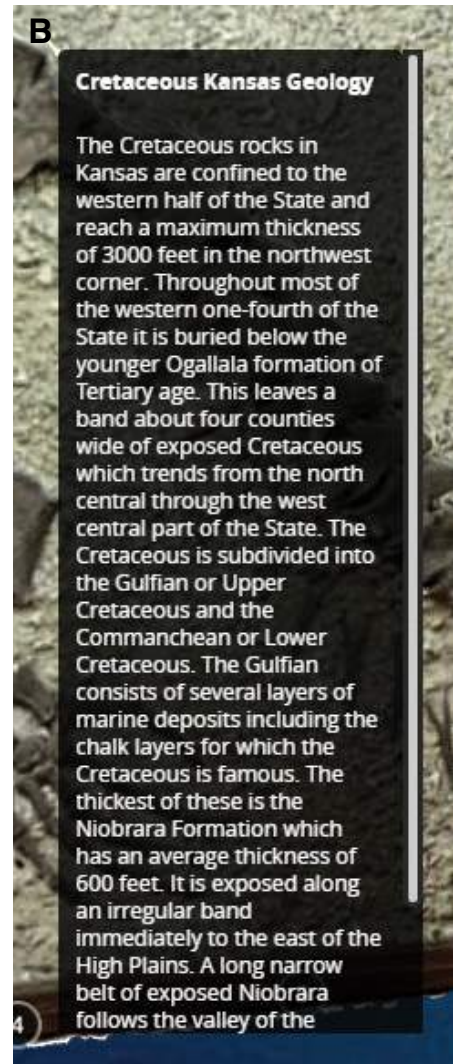 B
Cretaceous Kansas Geology
The Cretaceous rocks in
Kansas are confined to the
western half of the State and
reach a maximum thickness
of 3000 feet in the northwest
corner. Throughout most of
the western one-fourth of the
State it is buried below the
younger Ogallala formation of
Tertiary age. This leaves a
band about four counties
wide of exposed Cretaceous
which trends from the north
central through the west
central part of the State. The
Cretaceous is subdivided into
the Gulfian or Upper
Cretaceous and the
Commanchean or Lower
Cretaceous. The Gulfian
consists of several layers of
marine deposits including the
chalk layers for which the
Cretaceous is famous. The
thickest of these is the
Niobrara Formation which
has an average thickness of
600 feet. It is exposed along
an irregular band
immediately to the east of the
High Plains. A long narrow
belt of exposed Niobrara
follows the valley of the
4